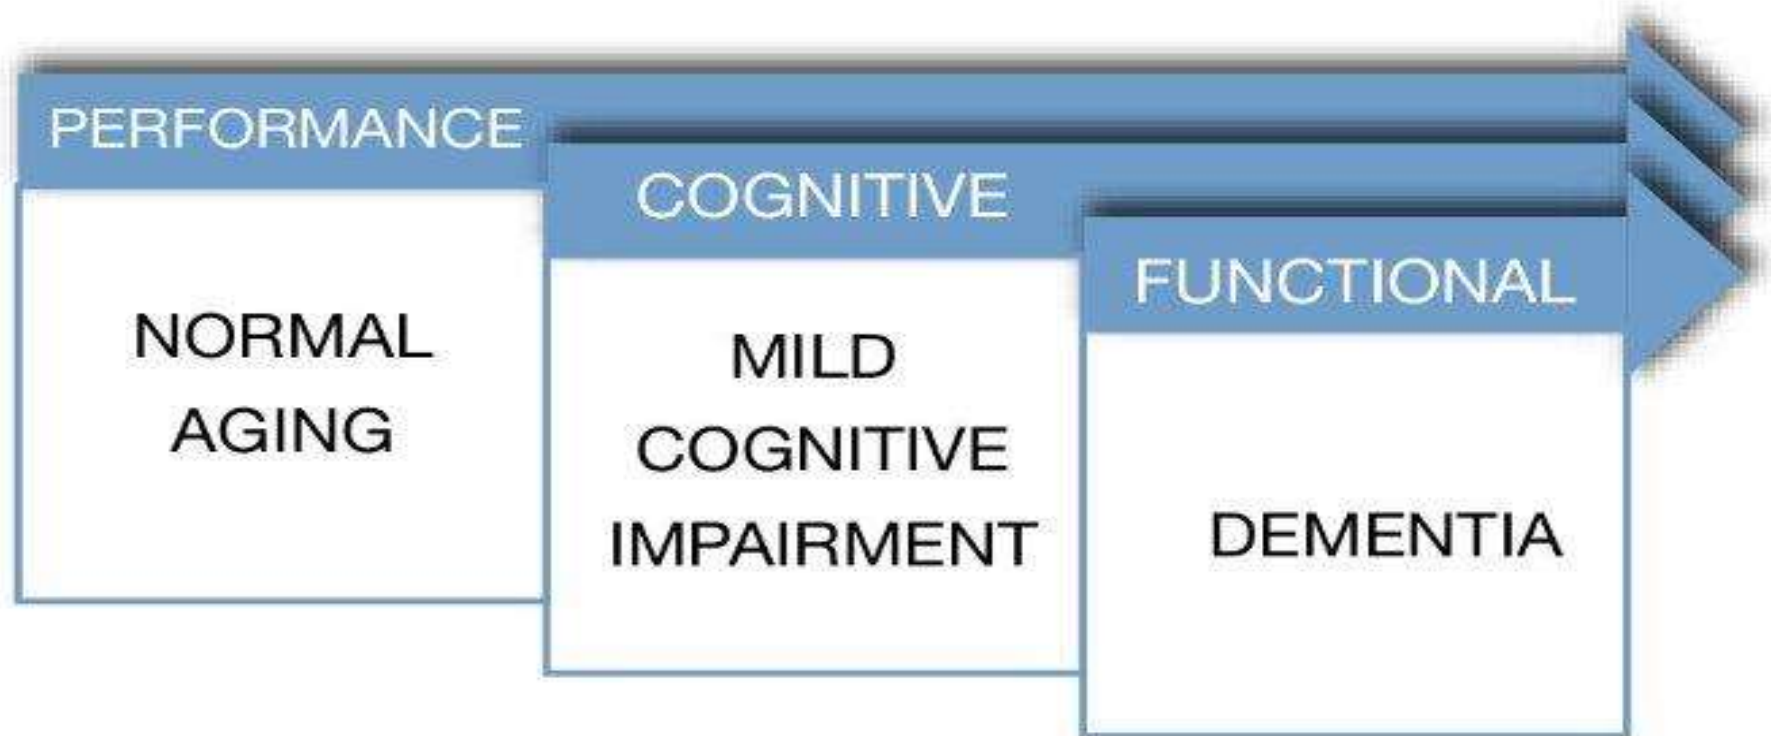 PERFORMANCE
NORMAL
AGING
COGNITIVE
MILD
COGNITIVE
IMPAIRMENT
FUNCTIONAL
DEMENTIA